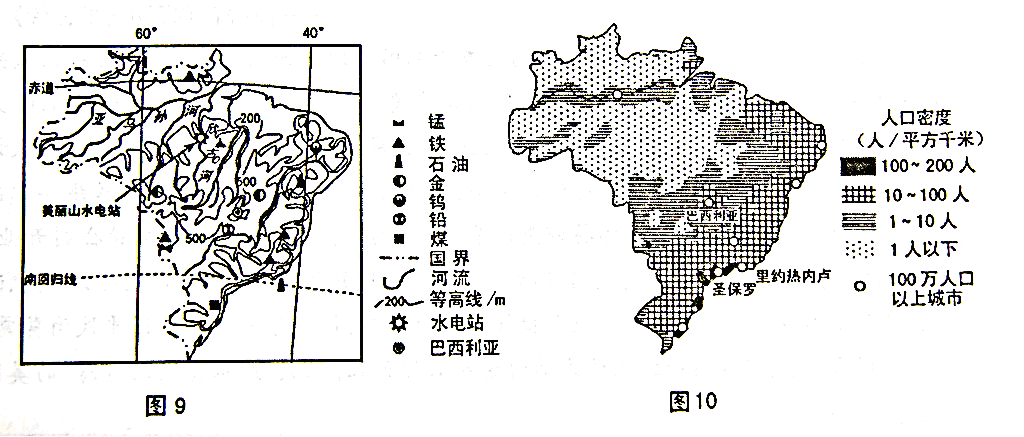 60°
40°
赤道
亚 马 孙 河
欣 古 河
200
500
500
美丽山水电站
南回归线
锰
铁
石油
金
钨
铅
煤
国界
河流
200 等高线/m
水电站
巴西利亚
图9
巴西利亚
里约热内卢
圣保罗
人口密度
(人/平方千米)
100~200人
10~100人
1~10人
1人以下
100万人口
以上城市
图10